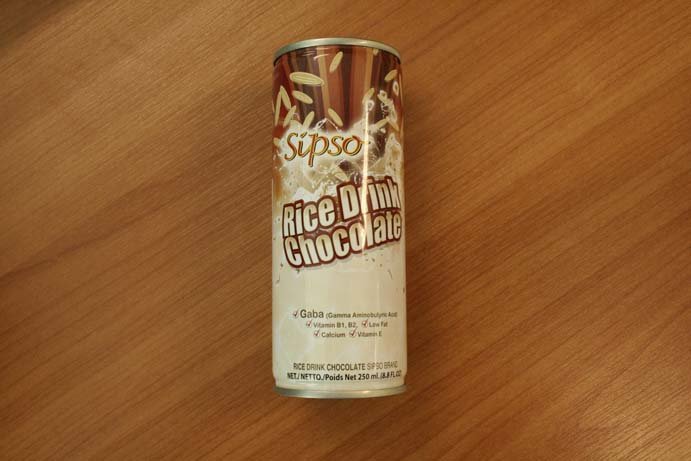 Sipso
Rice Drink
Chocolate
Gaba (Gamma Aminobutyric Acid)
Vitamin B1, B2, Low Fat
Calcium Vitamin E
RICE DRINK CHOCOLATE SIPSO BRAND
NET./NETTO./Poids Net 250 ml. (8.8 FL.OZ